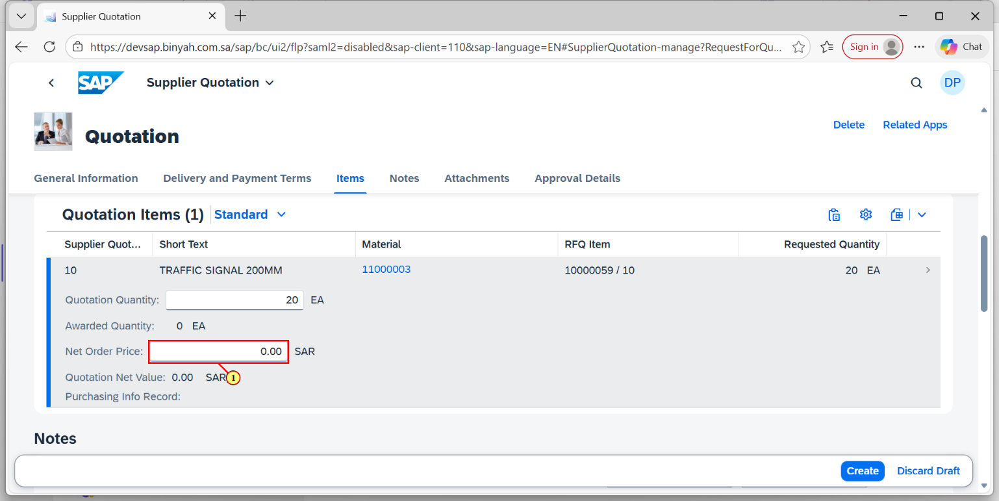 Supplier Quotation
https://devsap.binyah.com.sa/sap/bc/ui2/flp?saml2=disabled&sap-client=110&sap-language=EN#SupplierQuotation-manage?RequestForQu...
Sign in
Chat
SAP
Supplier Quotation
DP
Quotation
Delete
Related Apps
General Information
Delivery and Payment Terms
Items
Notes
Attachments
Approval Details
Quotation Items (1)
Standard
Supplier Quot...
Short Text
Material
RFQ Item
Requested Quantity
10
TRAFFIC SIGNAL 200MM
11000003
10000059 / 10
20 EA
Quotation Quantity: 20 EA
Awarded Quantity: 0 EA
Net Order Price: 0.00 SAR
Quotation Net Value: 0.00 SAR
1
Purchasing Info Record:
Notes
Create
Discard Draft